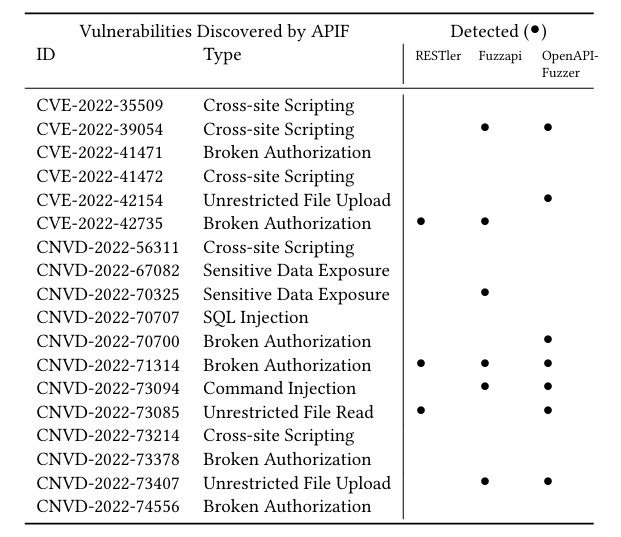 Vulnerabilities Discovered by APIF Detected (●)
ID Type RESTler Fuzzapi OpenAPI-
Fuzzer
CVE-2022-35509 Cross-site Scripting
CVE-2022-39054 Cross-site Scripting ● ●
CVE-2022-41471 Broken Authorization
CVE-2022-41472 Cross-site Scripting
CVE-2022-42154 Unrestricted File Upload ●
CVE-2022-42735 Broken Authorization ● ●
CNVD-2022-56311 Cross-site Scripting
CNVD-2022-67082 Sensitive Data Exposure
CNVD-2022-70325 Sensitive Data Exposure ●
CNVD-2022-70707 SQL Injection
CNVD-2022-70700 Broken Authorization ●
CNVD-2022-71314 Broken Authorization ● ● ●
CNVD-2022-73094 Command Injection ● ●
CNVD-2022-73085 Unrestricted File Read ● ●
CNVD-2022-73214 Cross-site Scripting
CNVD-2022-73378 Broken Authorization
CNVD-2022-73407 Unrestricted File Upload ● ●
CNVD-2022-74556 Broken Authorization